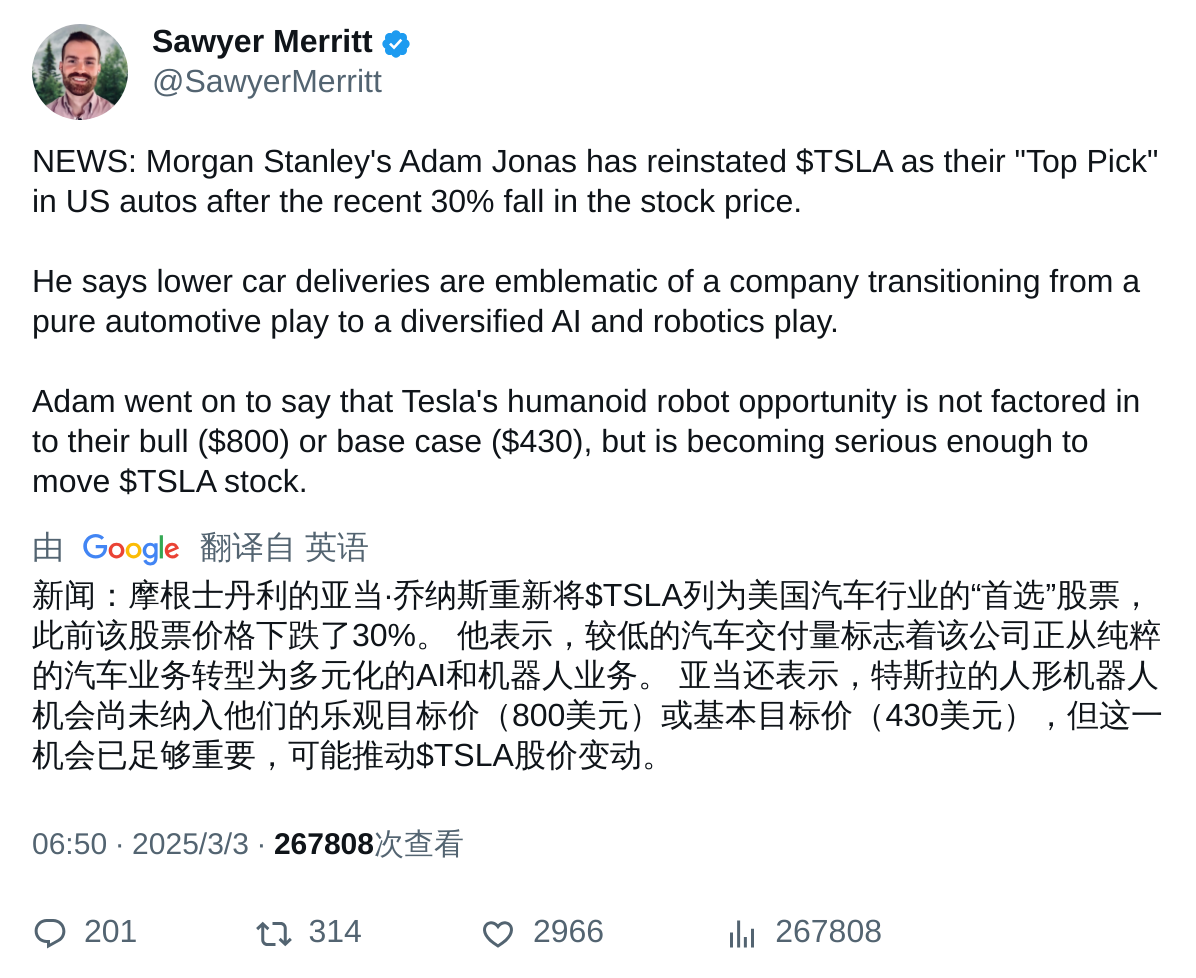 Sawyer Merritt
@SawyerMerritt
NEWS: Morgan Stanley's Adam Jonas has reinstated $TSLA as their "Top Pick"
in US autos after the recent 30% fall in the stock price.
He says lower car deliveries are emblematic of a company transitioning from a
pure automotive play to a diversified AI and robotics play.
Adam went on to say that Tesla's humanoid robot opportunity is not factored in
to their bull ($800) or base case ($430), but is becoming serious enough to
move $TSLA stock.
由 Google 翻译自 英语
新闻：摩根士丹利的亚当·乔纳斯重新将$TSLA列为美国汽车行业的“首选”股票，
此前该股票价格下跌了30%。 他表示，较低的汽车交付量标志着该公司正从纯粹
的汽车业务转型为多元化的AI和机器人业务。 亚当还表示，特斯拉的人形机器人
机会尚未纳入他们的乐观目标价（800美元）或基本目标价（430美元），但这一
机会已足够重要，可能推动$TSLA股价变动。
06:50 · 2025/3/3 · 267808次查看
201 314 2966 267808